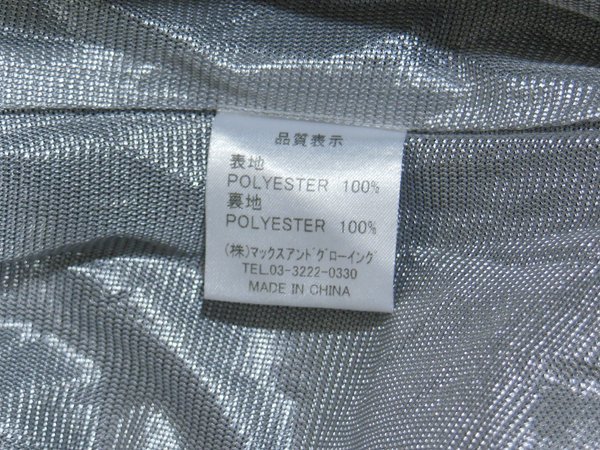 品質表示
表地
POLYESTER 100%
裏地
POLYESTER 100%
(株)マックスアンドグローイング
TEL.03-3222-0330
MADE IN CHINA